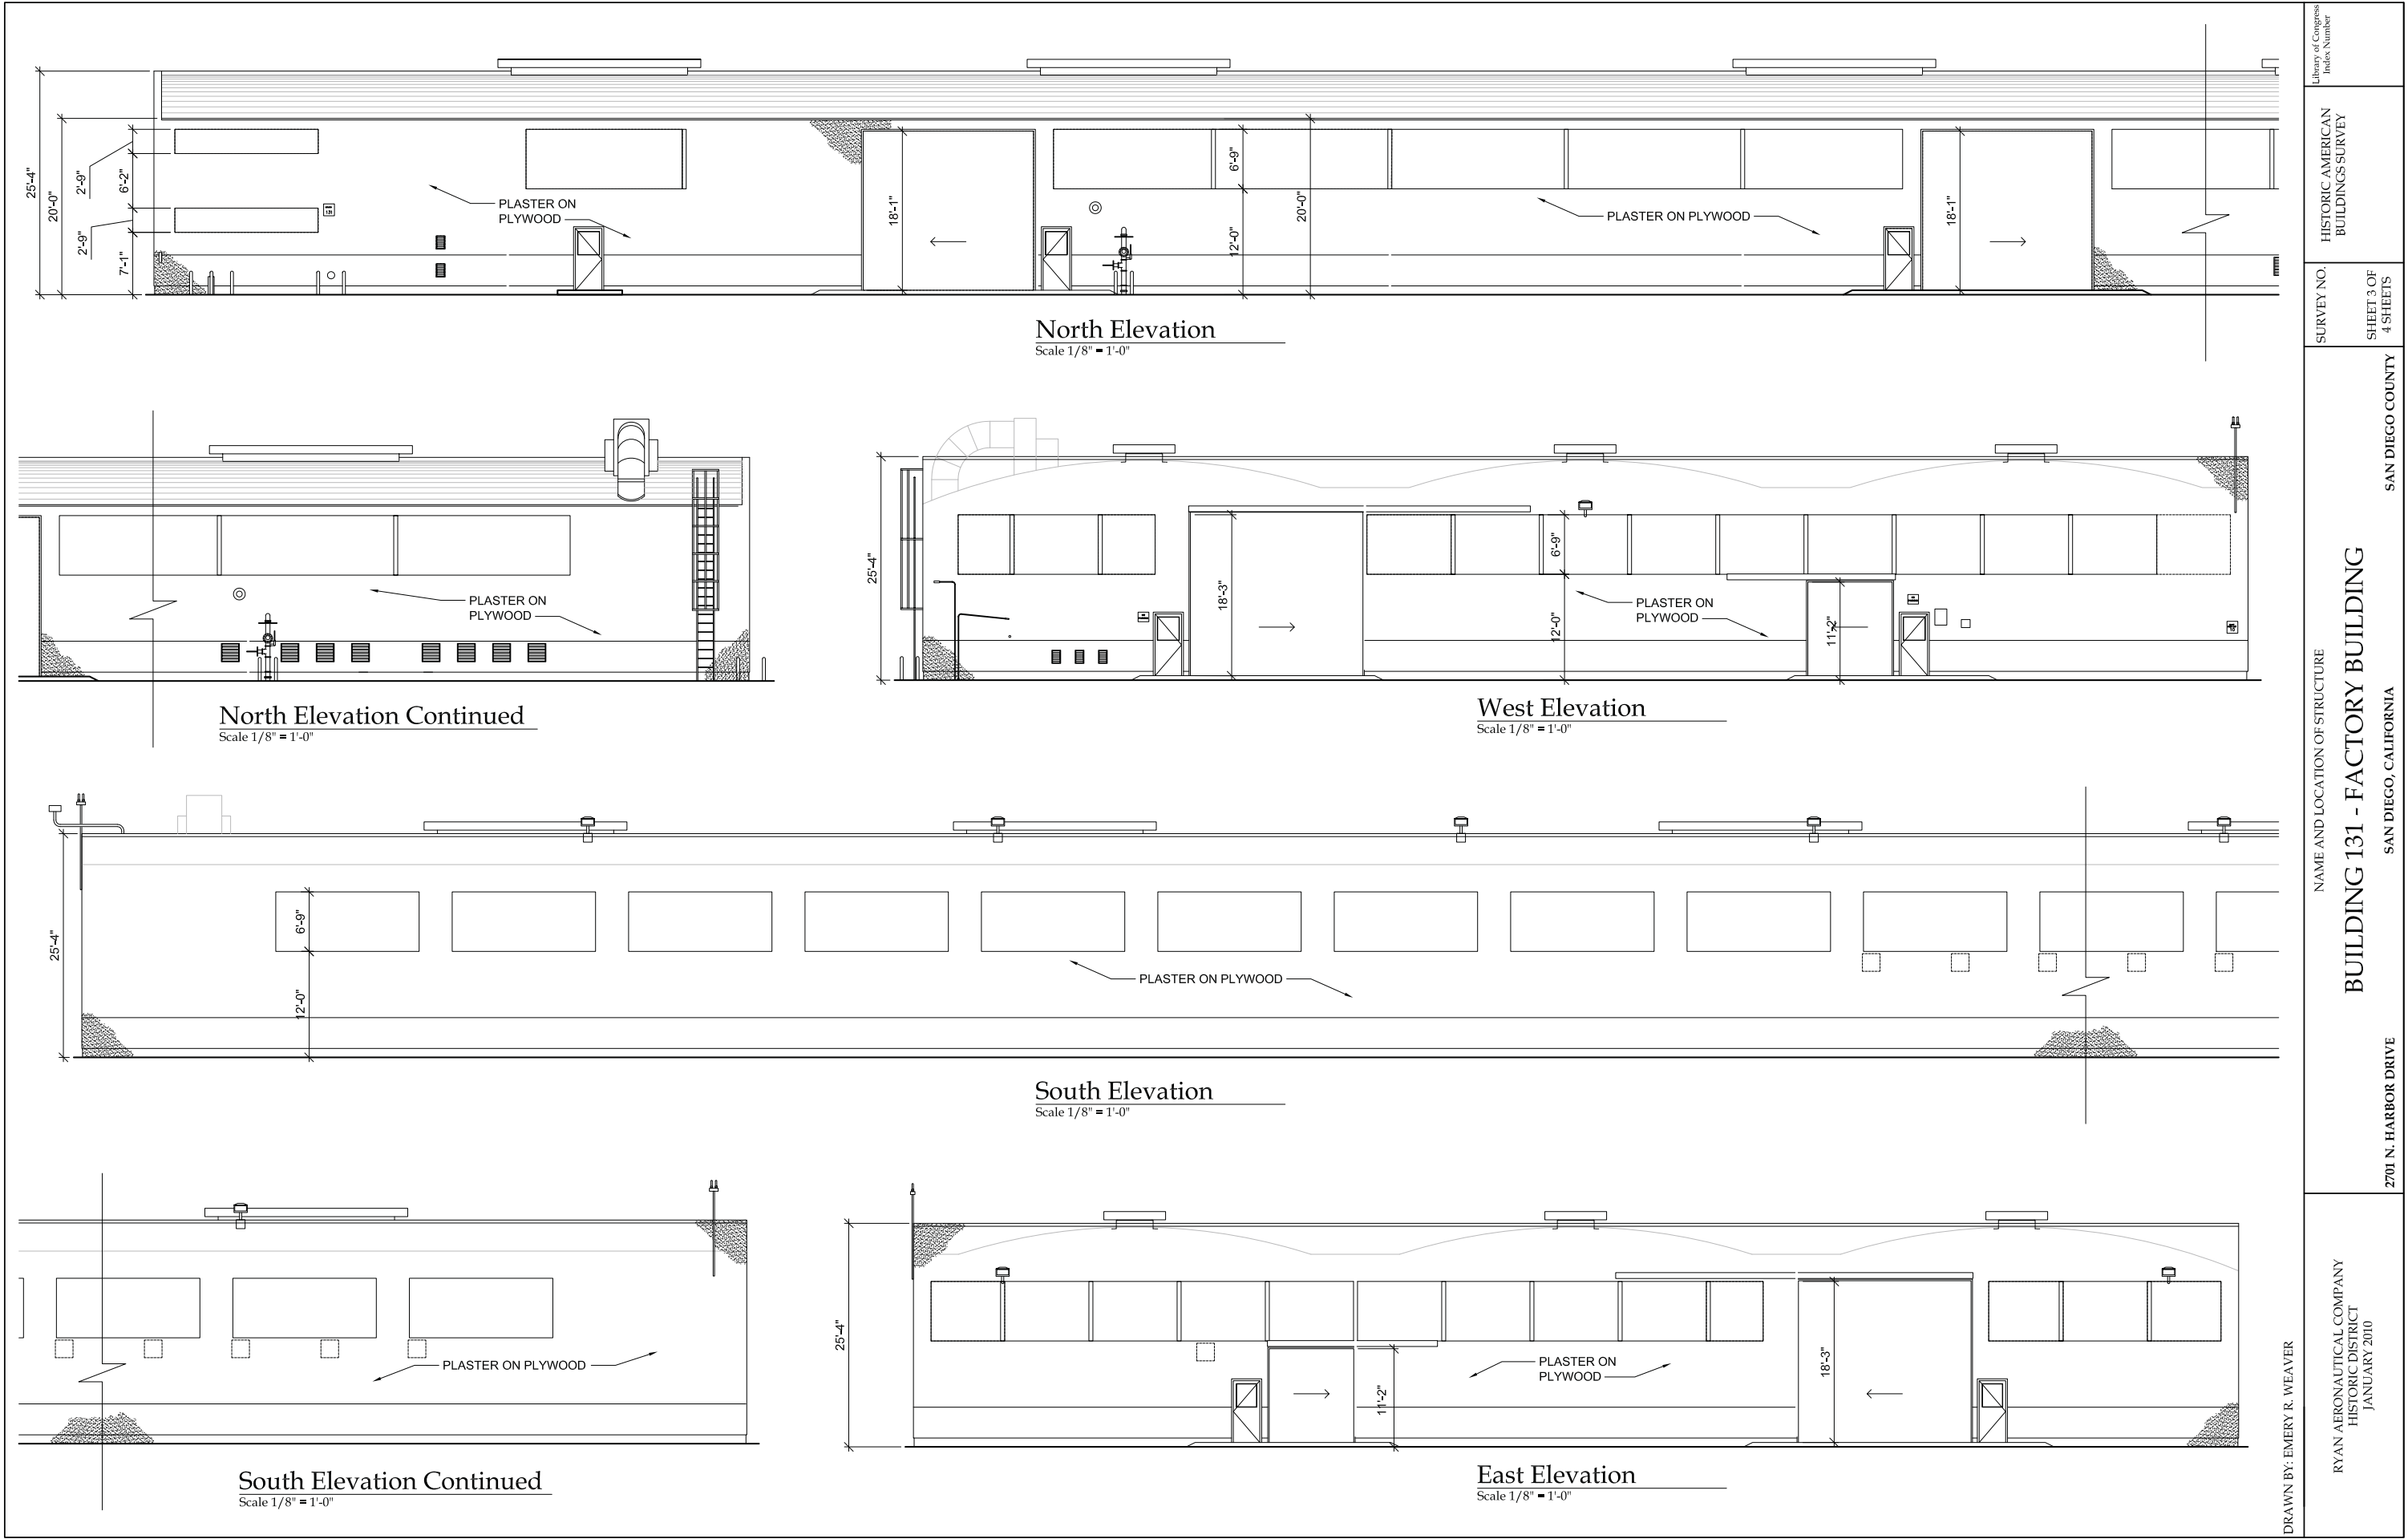 25'-4"
20'-0"
2'-9"
6'-2"
2'-9"
7'-1"
PLASTER ON
PLYWOOD
18'-1"
6'-9"
12'-0"
20'-0"
PLASTER ON PLYWOOD
18'-1"
North Elevation
Scale 1/8" = 1'-0"
PLASTER ON
PLYWOOD
North Elevation Continued
Scale 1/8" = 1'-0"
25'-4"
18'-3"
6'-9"
12'-0"
PLASTER ON
PLYWOOD
11'-2"
West Elevation
Scale 1/8" = 1'-0"
25'-4"
6'-9"
12'-0"
PLASTER ON PLYWOOD
South Elevation
Scale 1/8" = 1'-0"
PLASTER ON PLYWOOD
South Elevation Continued
Scale 1/8" = 1'-0"
25'-4"
11'-2"
PLASTER ON
PLYWOOD
18'-3"
East Elevation
Scale 1/8" = 1'-0"
Library of Congress
Index Number
HISTORIC AMERICAN
BUILDINGS SURVEY
SURVEY NO.
SHEET 3 OF
4 SHEETS
NAME AND LOCATION OF STRUCTURE
BUILDING 131 - FACTORY BUILDING
2701 N. HARBOR DRIVE
SAN DIEGO, CALIFORNIA
SAN DIEGO COUNTY
RYAN AERONAUTICAL COMPANY
HISTORIC DISTRICT
JANUARY 2010
DRAWN BY: EMERY R. WEAVER